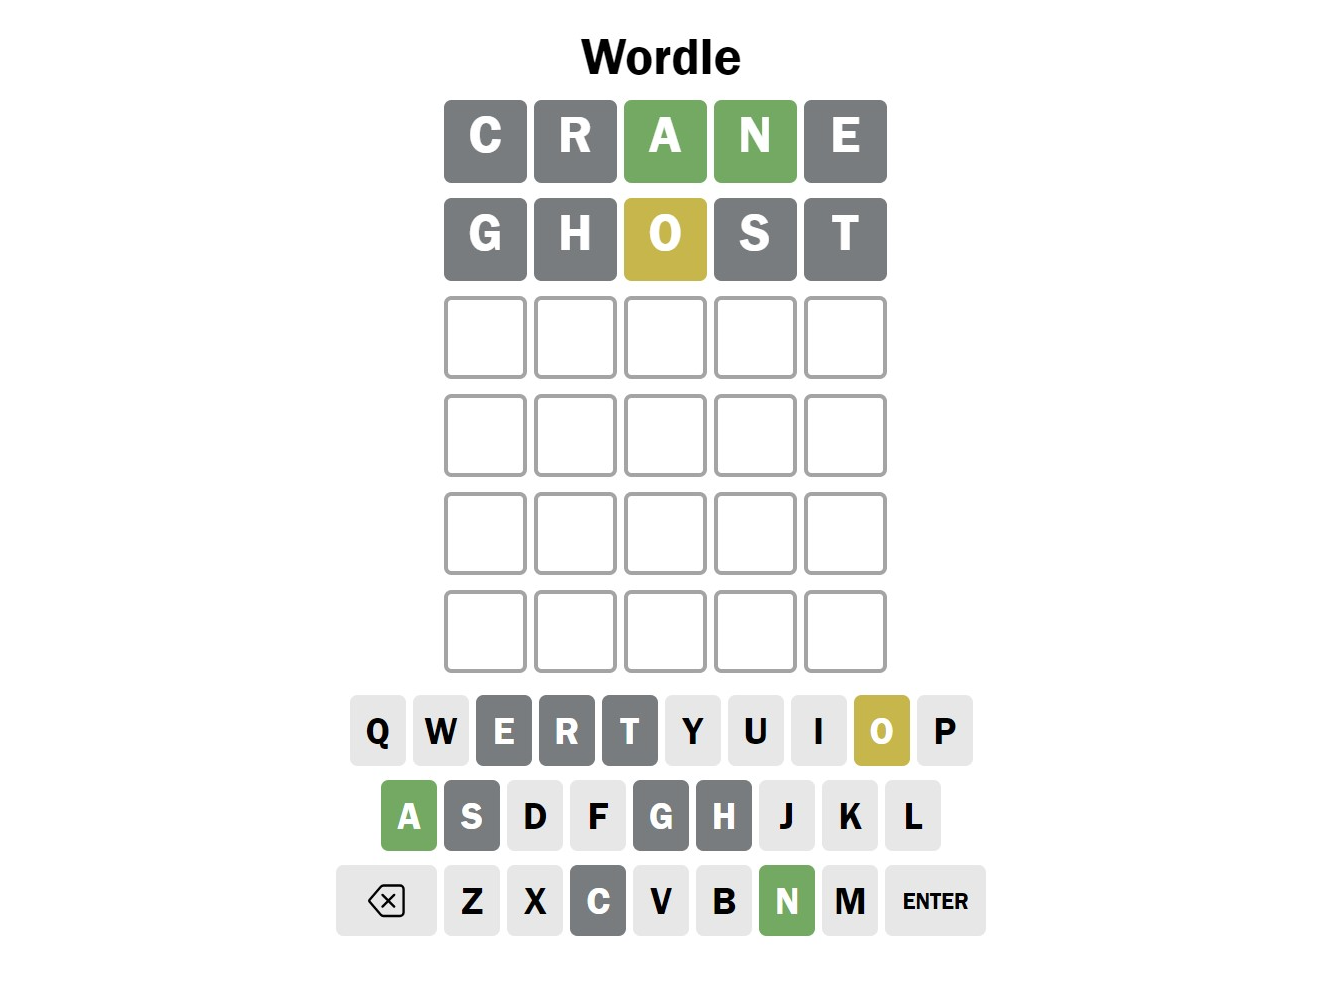 Wordle
C R A N E
G H O S T
Q W E R T Y U I O P
A S D F G H J K L
Z X C V B N M ENTER